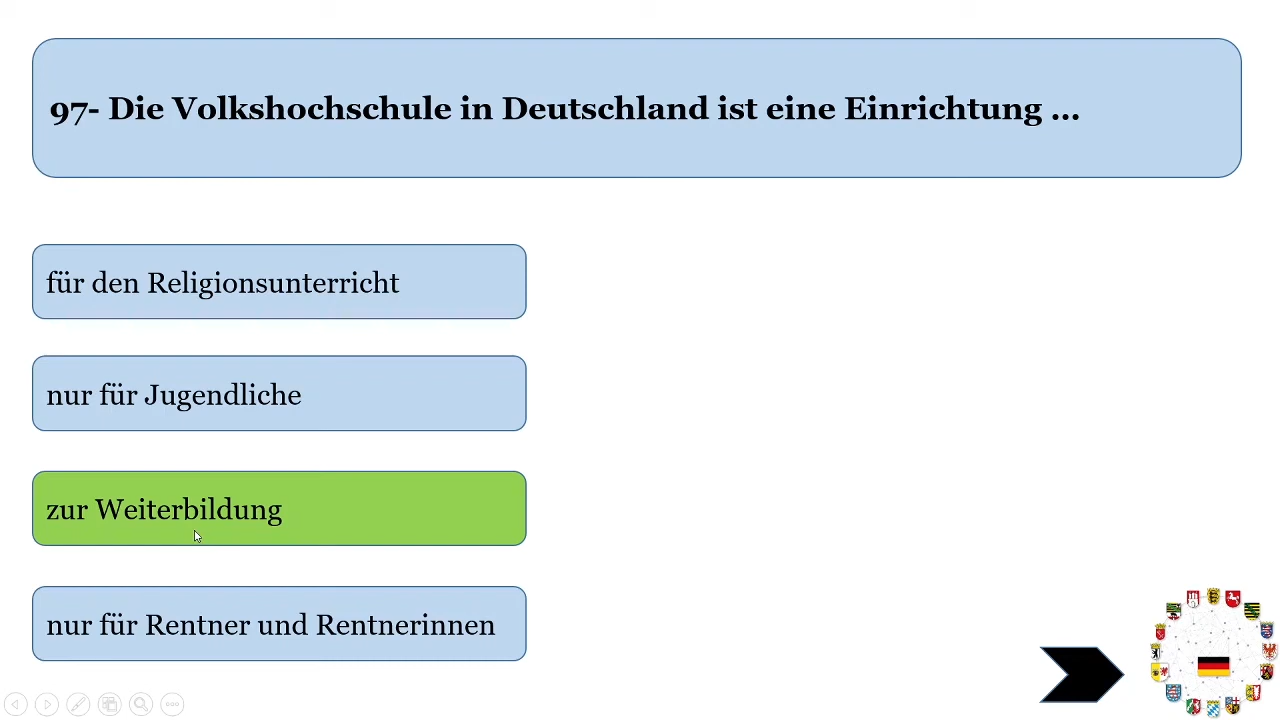 97- Die Volkshochschule in Deutschland ist eine Einrichtung ...
für den Religionsunterricht
nur für Jugendliche
zur Weiterbildung
nur für Rentner und Rentnerinnen